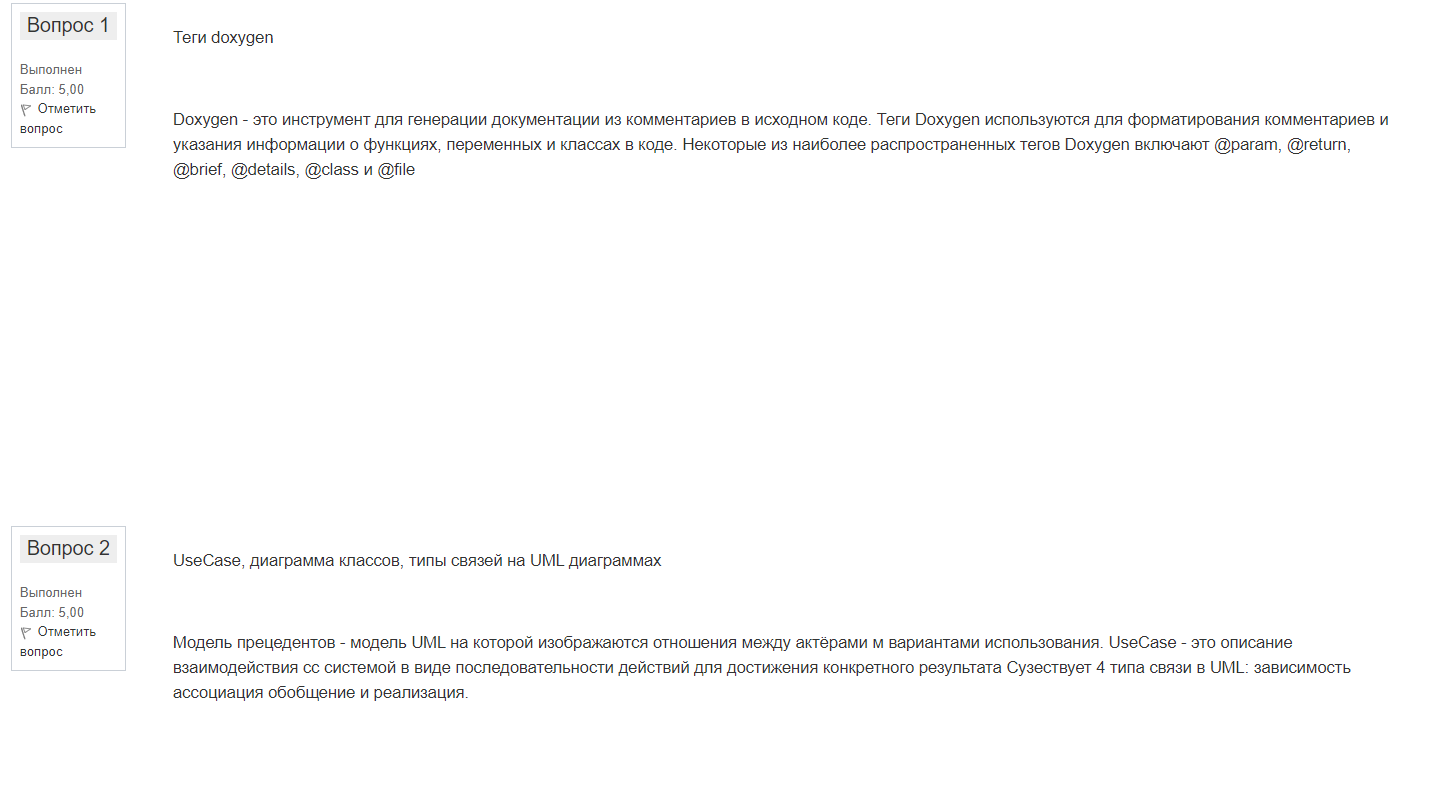 Вопрос 1
Выполнен
Балл: 5,00
Отметить
вопрос
Теги doxygen
Doxygen - это инструмент для генерации документации из комментариев в исходном коде. Теги Doxygen используются для форматирования комментариев и
указания информации о функциях, переменных и классах в коде. Некоторые из наиболее распространенных тегов Doxygen включают @param, @return,
@brief, @details, @class и @file
Вопрос 2
Выполнен
Балл: 5,00
Отметить
вопрос
UseCase, диаграмма классов, типы связей на UML диаграммах
Модель прецедентов - модель UML на которой изображаются отношения между актёрами м вариантами использования. UseCase - это описание
взаимодействия сс системой в виде последовательности действий для достижения конкретного результата Сузествует 4 типа связи в UML: зависимость
ассоциация обобщение и реализация.